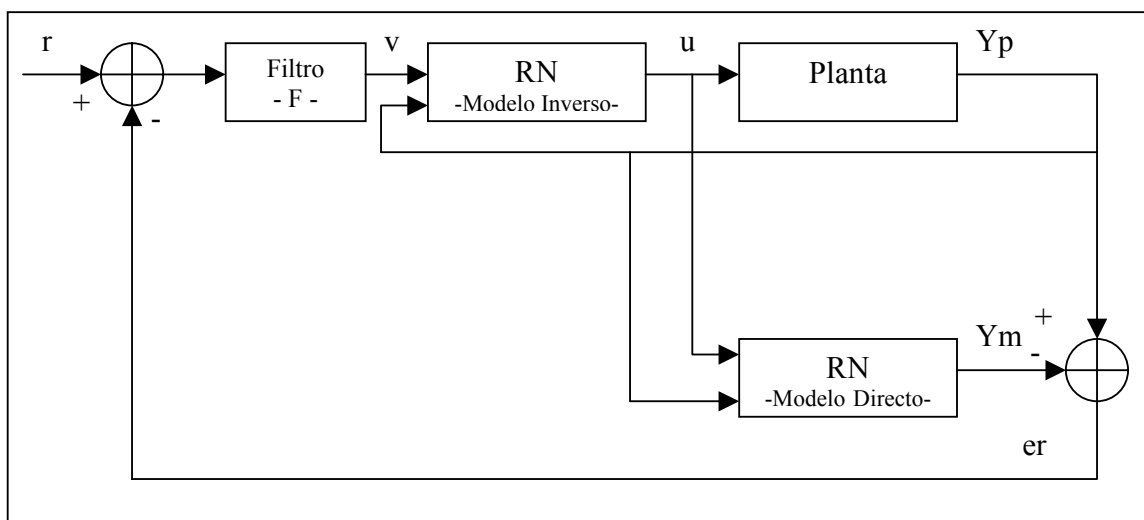 r
+
-
Filtro
- F -
v
RN
-Modelo Inverso-
u
Planta
Yp
RN
-Modelo Directo-
Ym
+
-
er